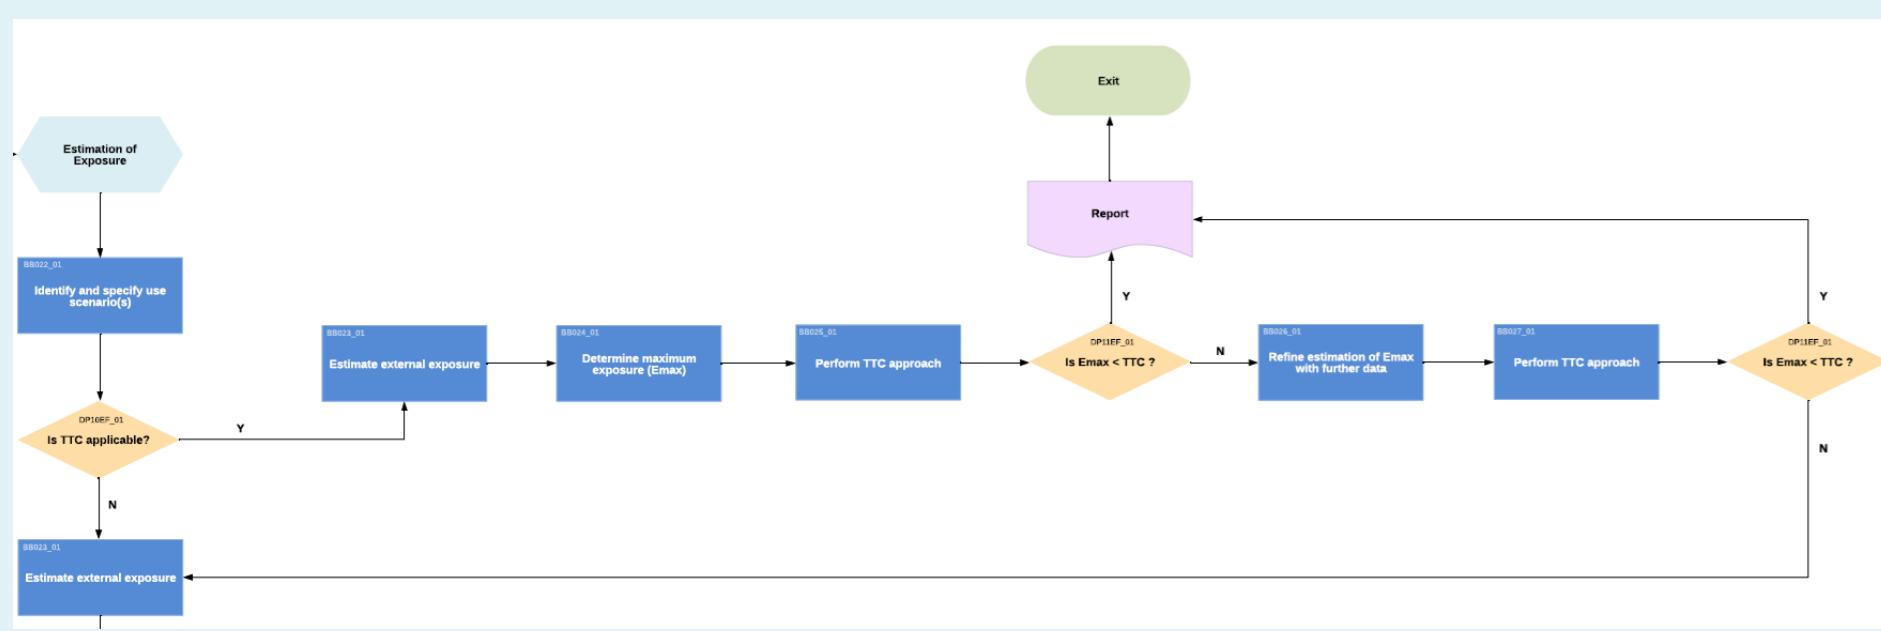 Exit
Estimation of
Exposure
Report
BB022_01
Identify and specify use
scenario(s)
Y
Y
BB023_01
Estimate external exposure
BB024_01
Determine maximum
exposure (Emax)
BB025_01
Perform TTC approach
DP11EF_01
Is Emax < TTC ?
N
BB026_01
Refine estimation of Emax
with further data
BB027_01
Perform TTC approach
DP11EF_01
Is Emax < TTC ?
DP10EF_01
Is TTC applicable?
Y
N
N
BB023_01
Estimate external exposure